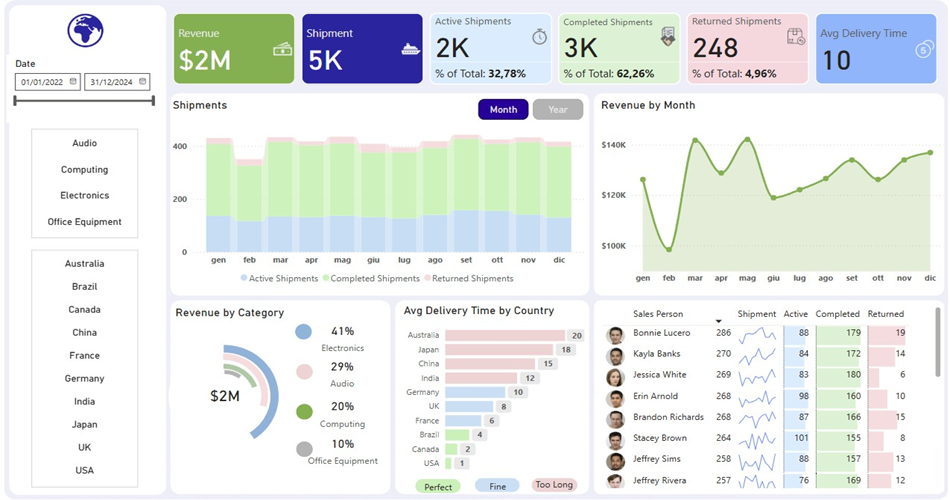 Date
01/01/2022
31/12/2024
Audio
Computing
Electronics
Office Equipment
Australia
Brazil
Canada
China
France
Germany
India
Japan
UK
USA
Revenue
$2M
Shipment
5K
Active Shipments
2K
% of Total: 32,78%
Completed Shipments
3K
% of Total: 62,26%
Returned Shipments
248
% of Total: 4,96%
Avg Delivery Time
10
5
Shipments
Month
Year
400
200
0
gen feb mar apr mag giu lug ago set ott nov dic
Active Shipments Completed Shipments Returned Shipments
Revenue by Month
$140K
$120K
$100K
gen feb mar apr mag giu lug ago set ott nov dic
Revenue by Category
$2M
41%
Electronics
29%
Audio
20%
Computing
10%
Office Equipment
Avg Delivery Time by Country
Australia 20
Japan 18
China 15
India 12
Germany 10
UK 8
France 6
Brazil 4
Canada 2
USA 1
Perfect Fine Too Long
Sales Person Shipment Active Completed Returned
Bonnie Lucero 286 88 179 19
Kayla Banks 270 84 172 14
Jessica White 269 83 180 6
Erin Arnold 268 98 160 10
Brandon Richards 268 87 166 15
Stacey Brown 264 101 155 8
Jeffrey Sims 258 88 157 13
Jeffrey Rivera 257 76 169 12